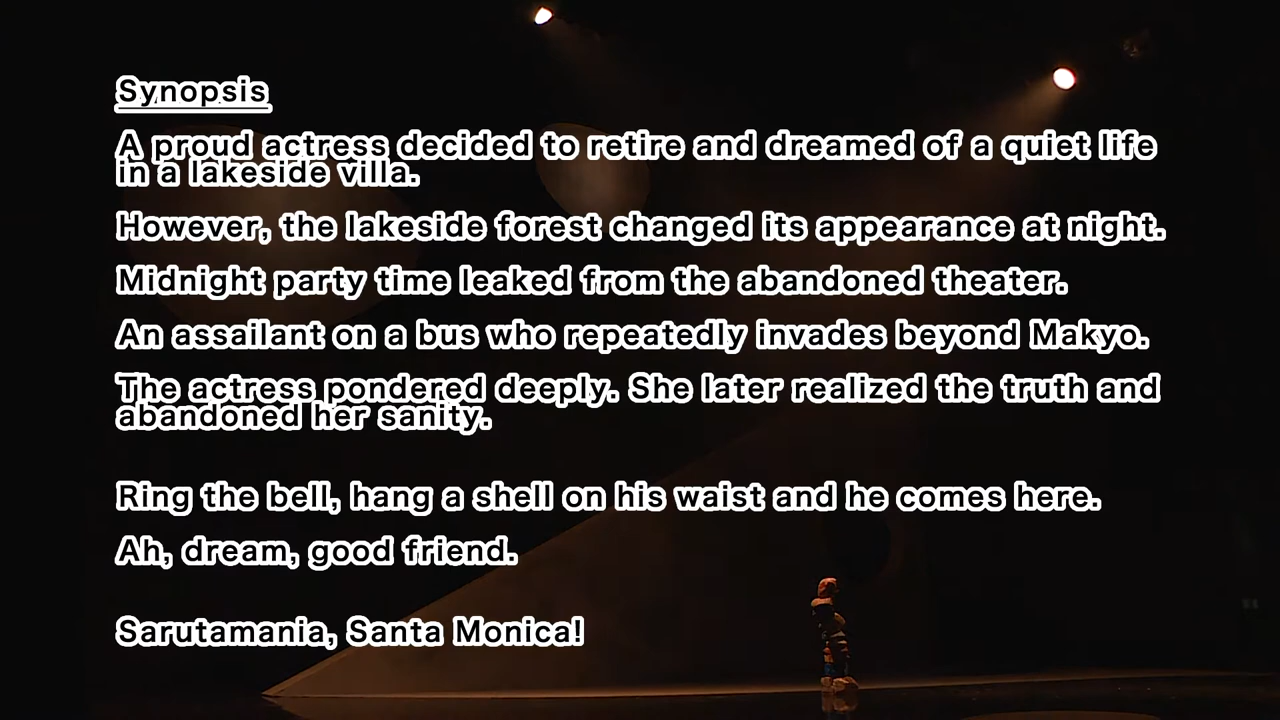 Synopsis
A proud actress decided to retire and dreamed of a quiet life
in a lakeside villa.
However, the lakeside forest changed its appearance at night.
Midnight party time leaked from the abandoned theater.
An assailant on a bus who repeatedly invades beyond Makyo.
The actress pondered deeply. She later realized the truth and
abandoned her sanity.
Ring the bell, hang a shell on his waist and he comes here.
Ah, dream, good friend.
Sarutamania, Santa Monica!